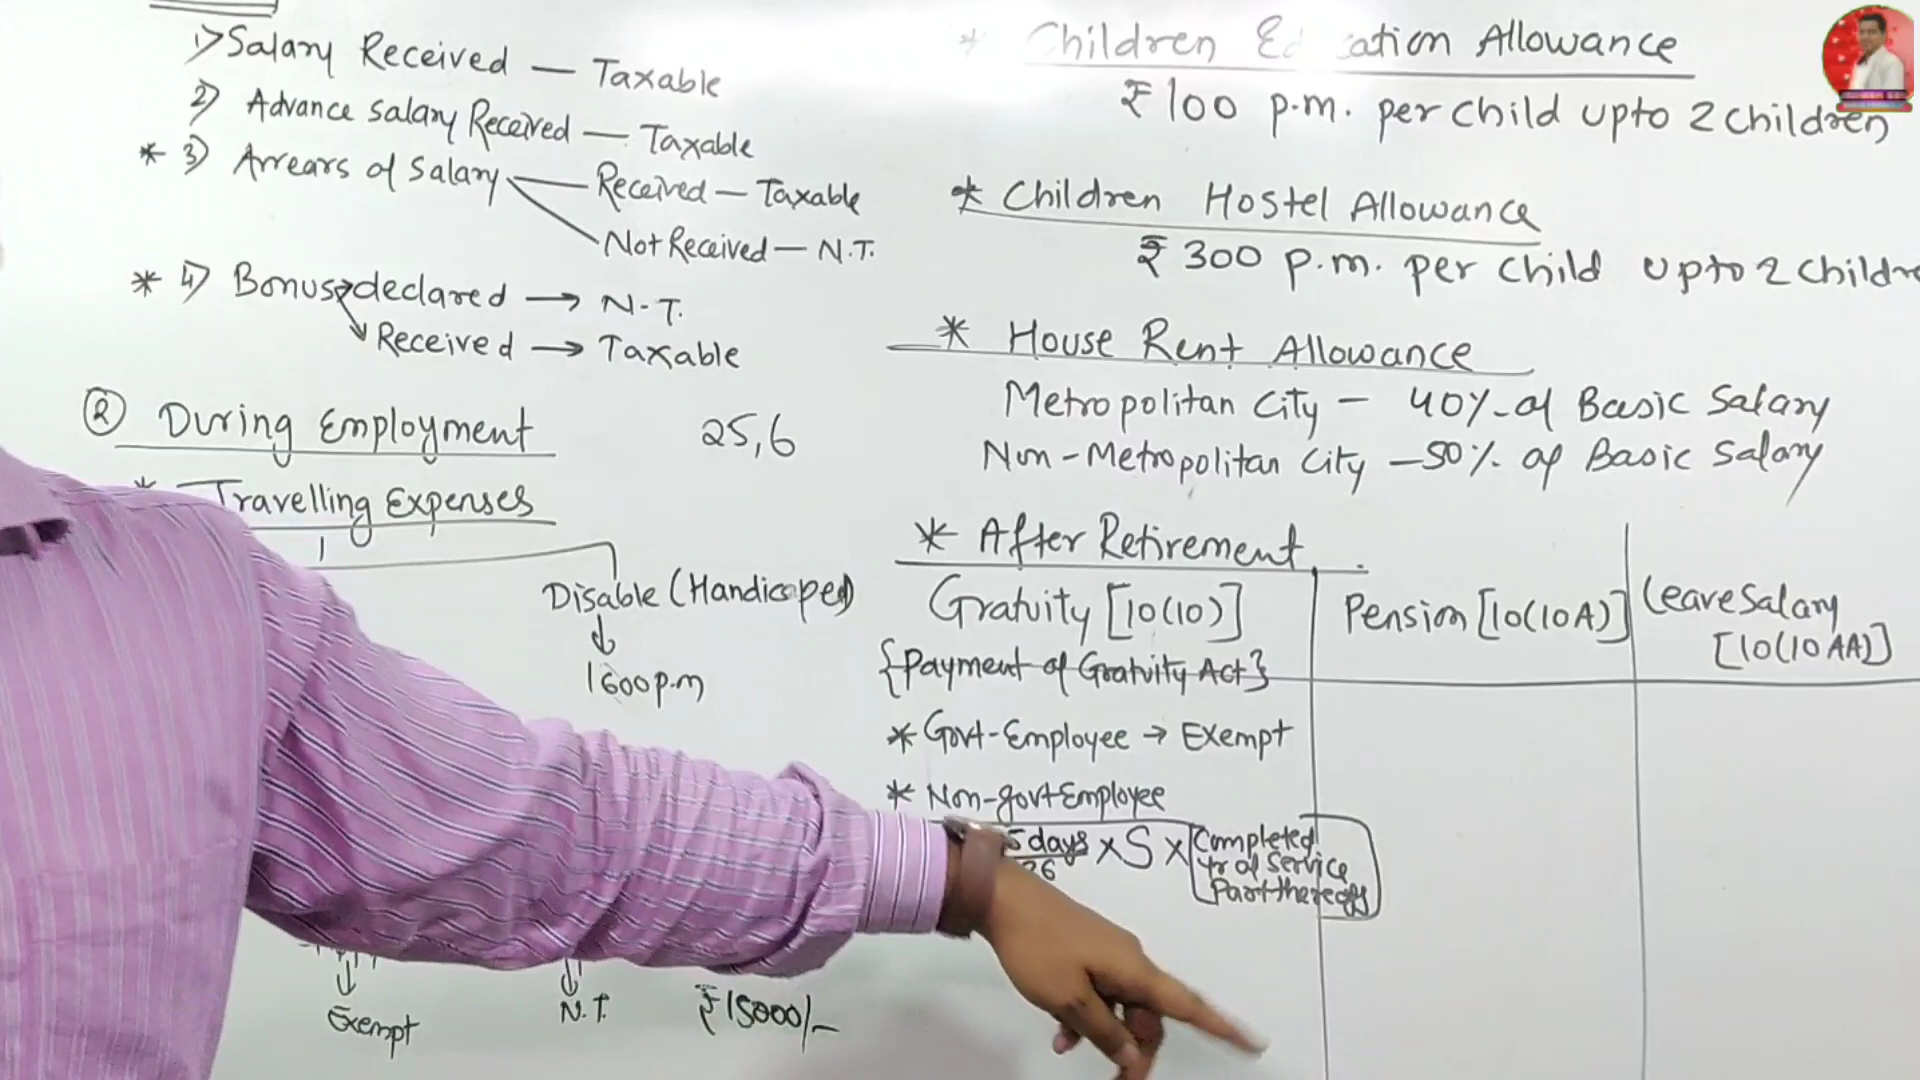 1) Salary Received — Taxable
2) Advance Salary Received — Taxable
* 3) Arrears of Salary — Received — Taxable
Not Received — N.T.
* 4) Bonus → declared → N.T.
Received → Taxable
② During Employment 25,6
* Travelling Expenses
Disable (Handicaped)
1600 p.m
Exempt
N.T.
₹15000/-
* Children Allowance
₹100 p.m. per child upto 2 children
* Children Hostel Allowance
₹ 300 p.m. per child upto 2 childre
* House Rent Allowance
Metropolitan City – 40% of Basic Salary
Non-Metropolitan City – 50% of Basic Salary
* After Retirement
Gratuity [10(10)] Pension [10(10A)] Leave Salary
[10(10AA)]
{Payment of Gratuity Act}
* Govt-Employee → Exempt
* Non-govt Employee
5 days × S × Completed
26 yr of Service
Part thereof